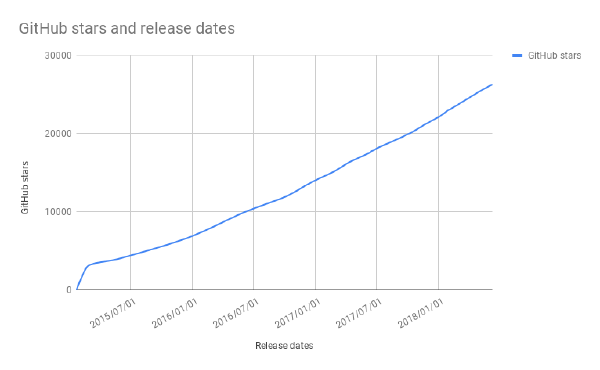 GitHub stars and release dates
30000
20000
10000
0
GitHub stars
GitHub stars
2015/07/01
2016/01/01
2016/07/01
2017/01/01
2017/07/01
2018/01/01
Release dates